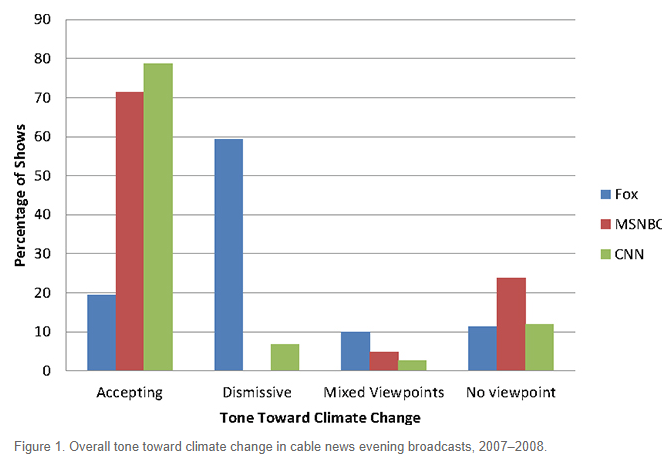 90
80
70
60
50
40
30
20
10
0
Percentage of Shows
Accepting Dismissive Mixed Viewpoints No viewpoint
Tone Toward Climate Change
Fox
MSNBC
CNN
Figure 1. Overall tone toward climate change in cable news evening broadcasts, 2007–2008.